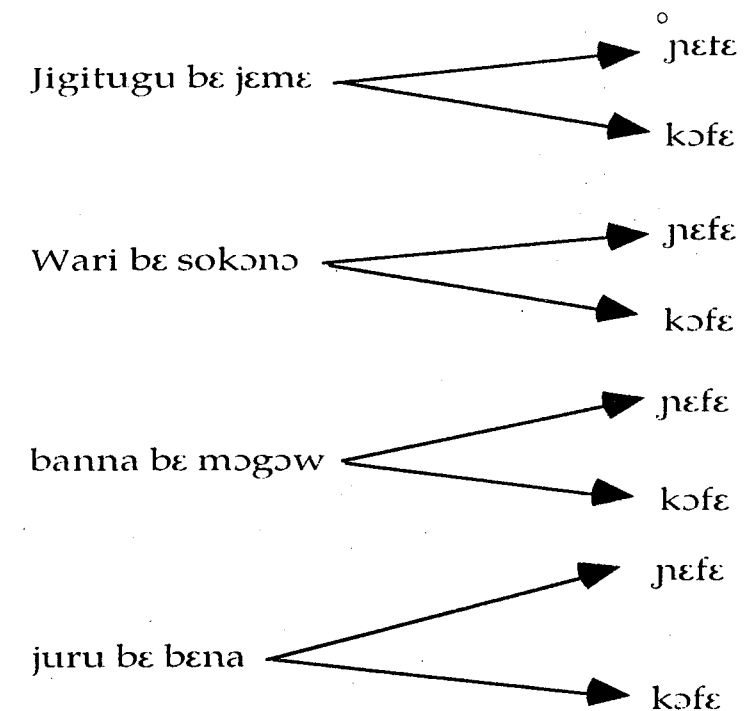 ɲɛtɛ
Jigitugu bɛ jɛmɛ
kɔfɛ
ɲɛfɛ
Wari bɛ sokɔnɔ
kɔfɛ
ɲɛfɛ
banna bɛ mɔgɔw
kɔfɛ
ɲɛfɛ
juru bɛ bɛna
kɔfɛ